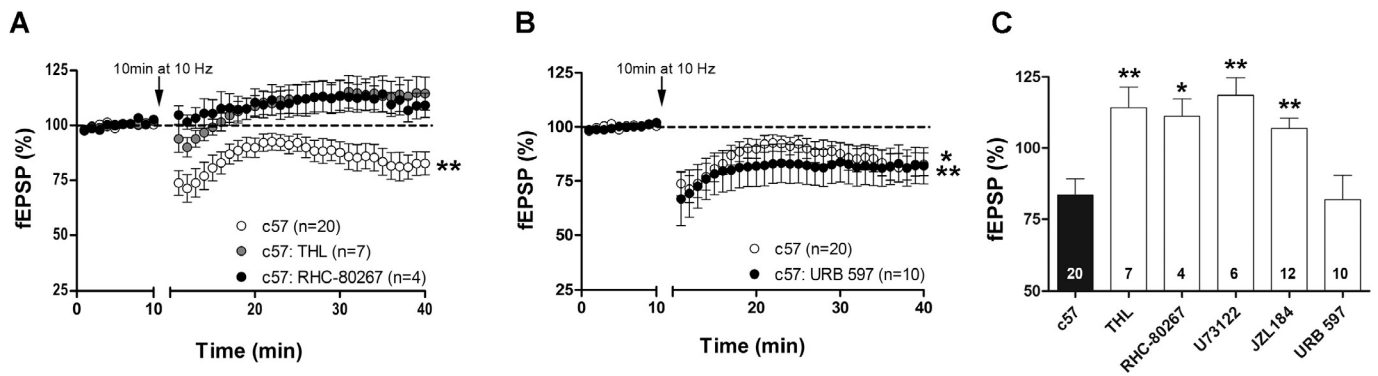 A
10min at 10 Hz
125
100
75
50
25
fEPSP (%)
**
c57 (n=20)
c57: THL (n=7)
c57: RHC-80267 (n=4)
0
10
20
30
40
Time (min)
B
10min at 10 Hz
125
100
75
50
25
fEPSP (%)
*
**
c57 (n=20)
c57: URB 597 (n=10)
0
10
20
30
40
Time (min)
C
125
100
75
50
fEPSP (%)
**
*
**
**
20
7
4
6
12
10
c57
THL
RHC-80267
U73122
JZL184
URB 597